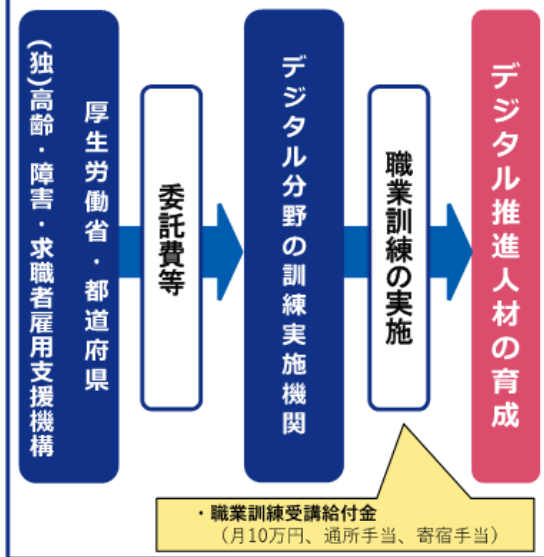 厚生労働省・都道府県
(独)高齢・障害・求職者雇用支援機構
委託費等
デジタル分野の訓練実施機関
職業訓練の実施
デジタル推進人材の育成
・職業訓練受講給付金
（月10万円、通所手当、寄宿手当）